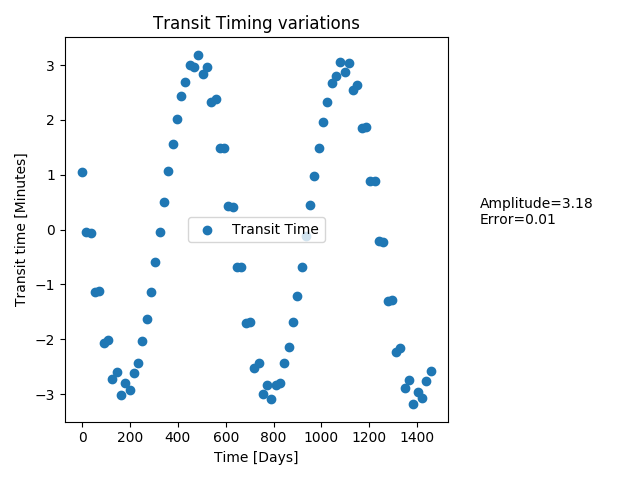 Transit Timing variations
Transit time [Minutes]
3
2
1
0
−1
−2
−3
Transit Time
Amplitude=3.18
Error=0.01
0 200 400 600 800 1000 1200 1400
Time [Days]